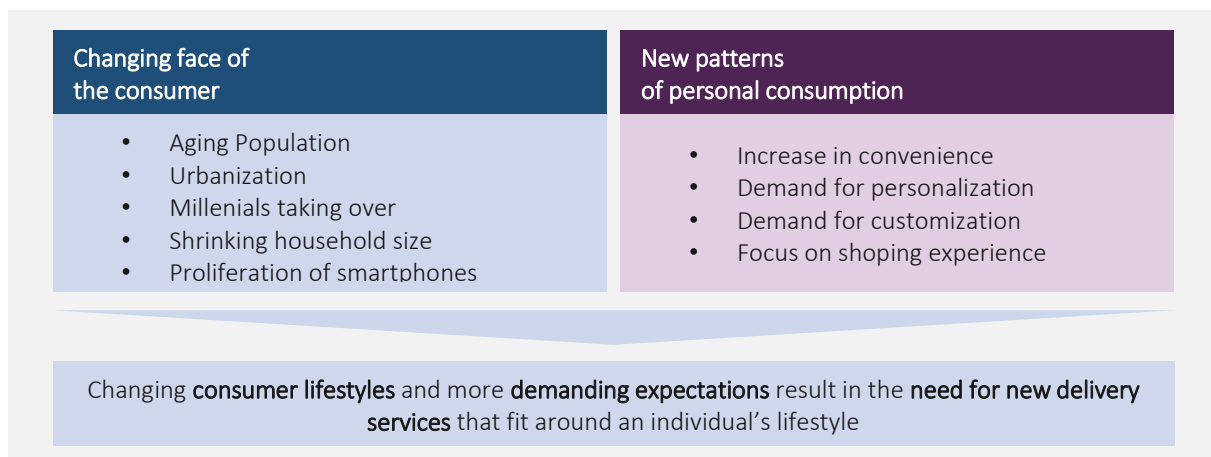 Changing face of
the consumer
• Aging Population
• Urbanization
• Millenials taking over
• Shrinking household size
• Proliferation of smartphones
New patterns
of personal consumption
• Increase in convenience
• Demand for personalization
• Demand for customization
• Focus on shoping experience
Changing consumer lifestyles and more demanding expectations result in the need for new delivery
services that fit around an individual’s lifestyle